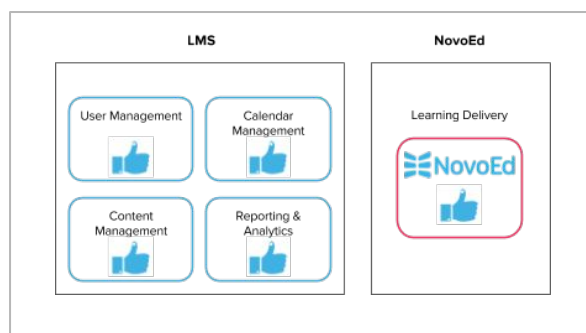 LMS
NovoEd
User Management
Calendar
Management
Content
Management
Reporting &
Analytics
Learning Delivery
NovoEd